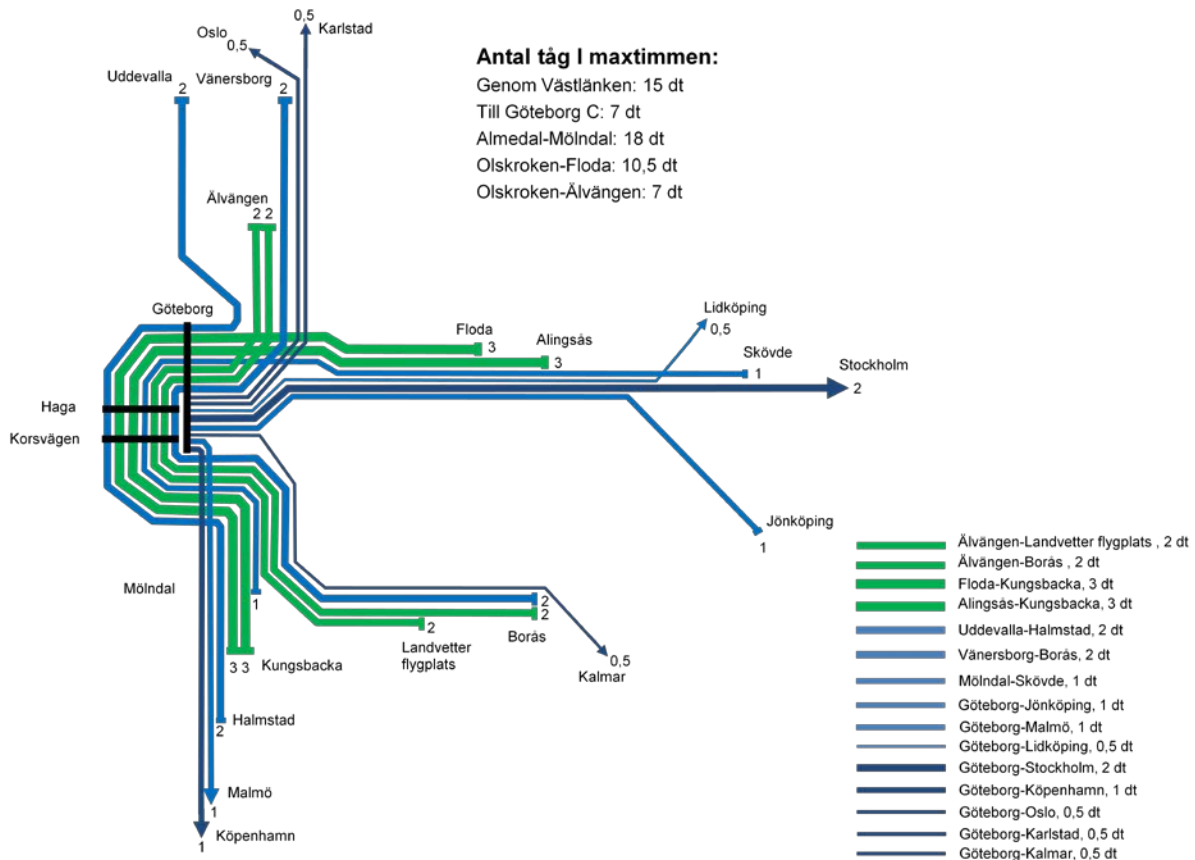 0,5
Karlstad
Oslo
0,5
Antal tåg I maxtimmen:
Genom Västlänken: 15 dt
Till Göteborg C: 7 dt
Almedal-Mölndal: 18 dt
Olskroken-Floda: 10,5 dt
Olskroken-Älvängen: 7 dt
Uddevalla
2
Vänersborg
2
Älvängen
2 2
Göteborg
Lidköping
0,5
Floda
3
Alingsås
3
Skövde
1
Stockholm
2
Haga
Korsvägen
Jönköping
1
Mölndal
1
2
2
Borås
Landvetter
flygplats
2
0,5
Kalmar
3 3
Kungsbacka
Halmstad
2
Malmö
1
Köpenhamn
1
Älvängen-Landvetter flygplats , 2 dt
Älvängen-Borås , 2 dt
Floda-Kungsbacka, 3 dt
Alingsås-Kungsbacka, 3 dt
Uddevalla-Halmstad, 2 dt
Vänersborg-Borås, 2 dt
Mölndal-Skövde, 1 dt
Göteborg-Jönköping, 1 dt
Göteborg-Malmö, 1 dt
Göteborg-Lidköping, 0,5 dt
Göteborg-Stockholm, 2 dt
Göteborg-Köpenhamn, 1 dt
Göteborg-Oslo, 0,5 dt
Göteborg-Karlstad, 0,5 dt
Göteborg-Kalmar, 0,5 dt